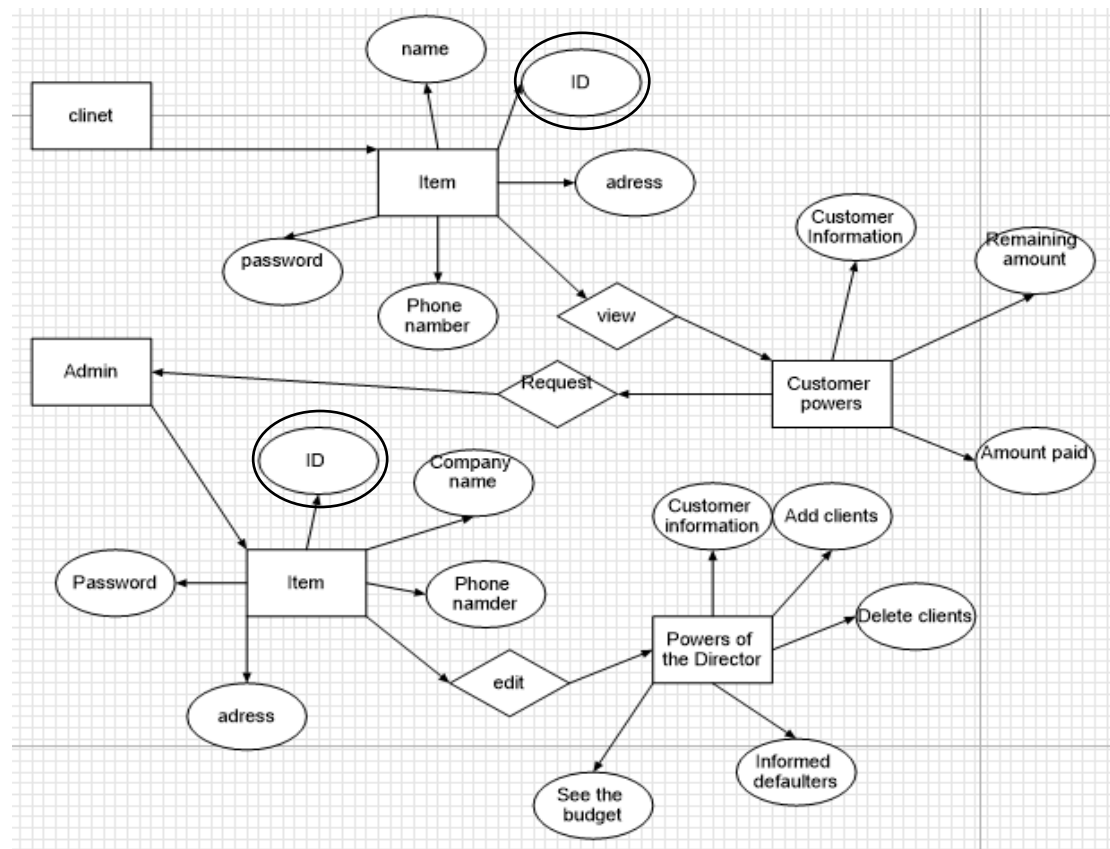 name
ID
clinet
Item
adress
password
Phone
namber
Customer
Information
Remaining
amount
view
Admin
Request
Customer
powers
ID
Company
name
Amount paid
Customer
information
Add clients
Password
Item
Phone
namder
Delete clients
Powers of
the Director
edit
adress
Informed
defaulters
See the
budget